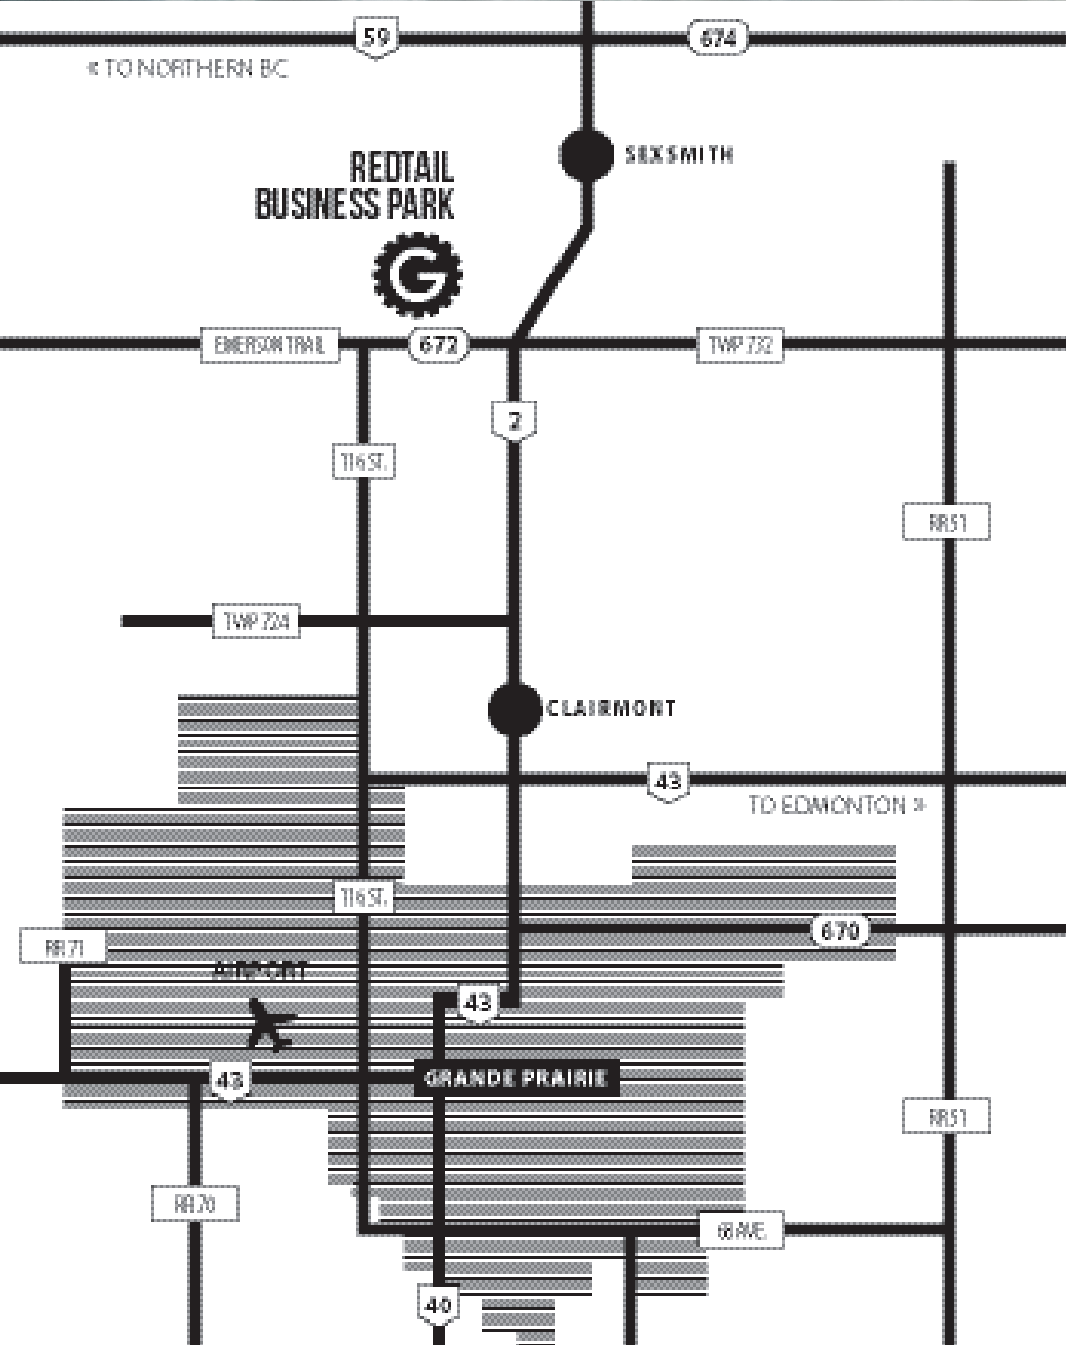 59
674
« TO NORTHERN BC
SEXSMITH
REDTAIL
BUSINESS PARK
G
EMERSON TRAIL
672
TWP 732
2
116 ST.
RR 51
TWP 724
CLAIRMONT
43
TO EDMONTON »
116 ST.
670
RR 71
AIRPORT
43
43
GRANDE PRAIRIE
RR 51
RR 70
68 AVE.
40